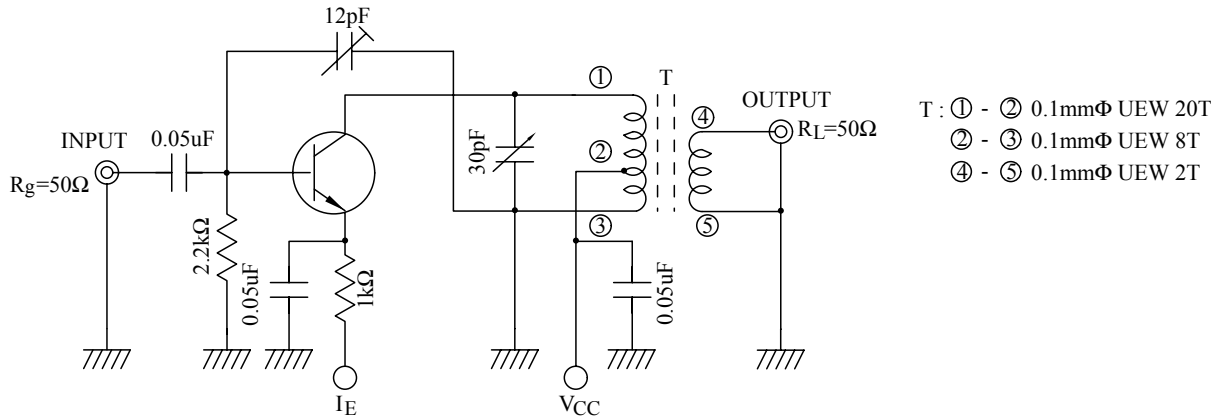 12pF
INPUT
0.05uF
Rg=50Ω
2.2kΩ
0.05uF
1kΩ
IE
30pF
①
②
③
T
④
⑤
OUTPUT
RL=50Ω
0.05uF
VCC
T : ① - ② 0.1mmΦ UEW 20T
② - ③ 0.1mmΦ UEW 8T
④ - ⑤ 0.1mmΦ UEW 2T